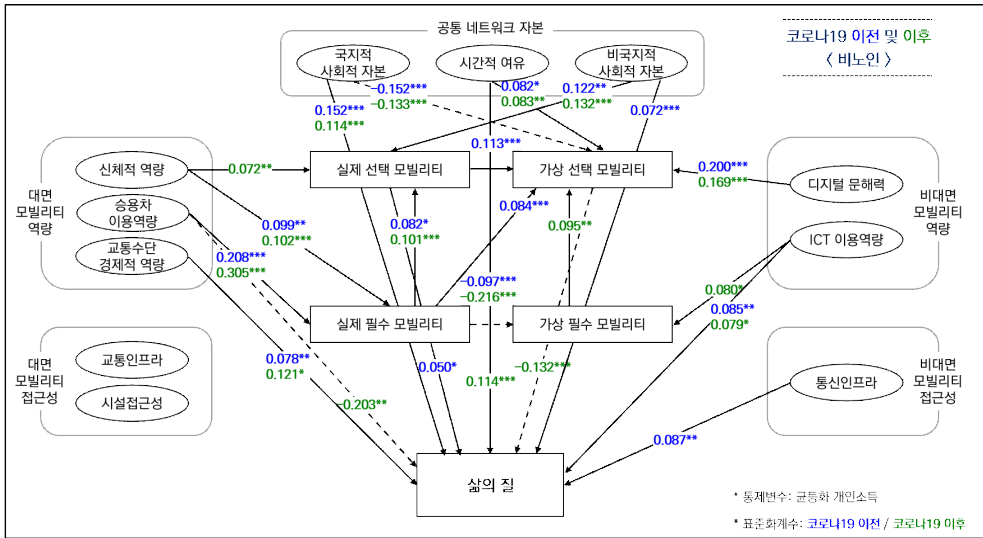 공통 네트워크 자본
코로나19 이전 및 이후
< 비노인 >
국지적
사회적 자본
시간적 여유
비국지적
사회적 자본
-0.152***
-0.133***
0.082*
0.083**
0.122**
0.132***
0.152***
0.114***
0.072***
0.113***
대면
모빌리티
역량
신체적 역량
승용차
이용역량
교통수단
경제적 역량
0.072**
실제 선택 모빌리티
가상 선택 모빌리티
0.200***
0.169***
디지털 문해력
ICT 이용역량
비대면
모빌리티
역량
0.099**
0.102***
0.208***
0.305***
0.082*
0.101***
0.084***
0.095**
-0.097***
-0.216***
0.080*
0.085**
0.079*
실제 필수 모빌리티
가상 필수 모빌리티
대면
모빌리티
접근성
교통인프라
시설접근성
0.078**
0.121*
-0.203**
0.050*
0.114***
-0.132***
통신인프라
비대면
모빌리티
접근성
0.087**
삶의 질
* 통제변수: 균등화 개인소득
* 표준화계수: 코로나19 이전 / 코로나19 이후